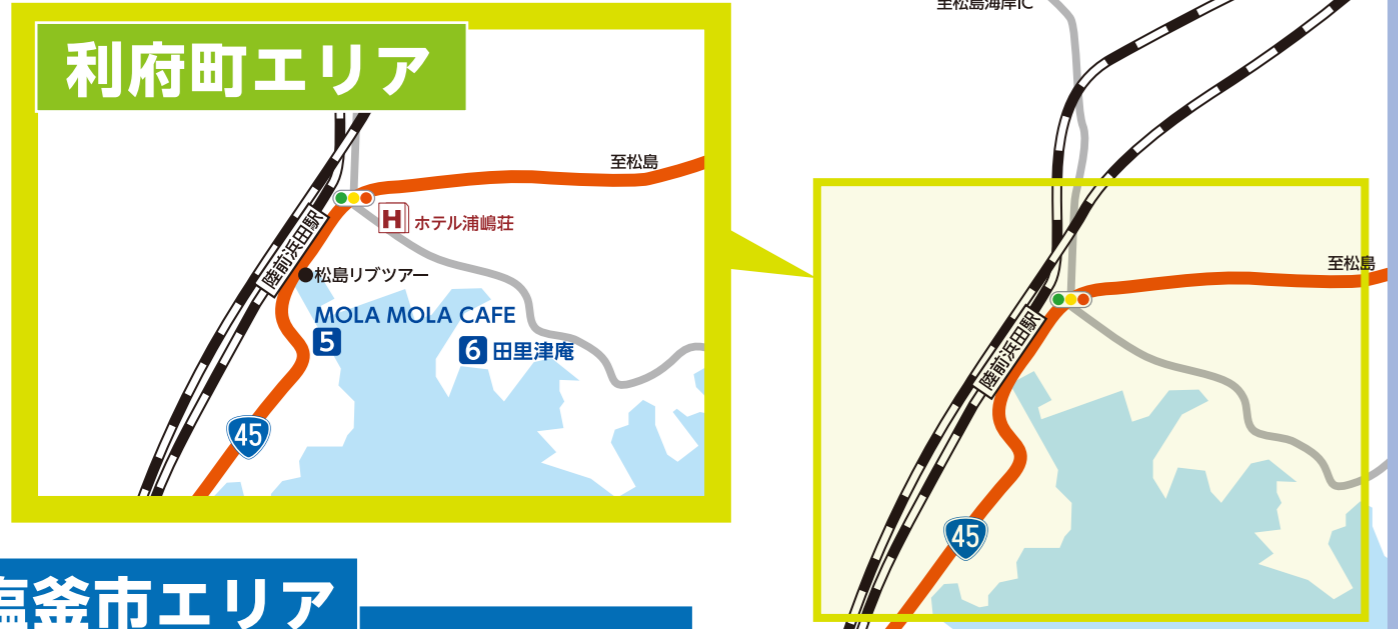 利府町エリア
至松島
ホテル浦嶋荘
陸前浜田駅
松島リブツアー
MOLA MOLA CAFE
5
6 田里津庵
45
至松島海岸IC
至松島
陸前浜田駅
45
塩釜市エリア